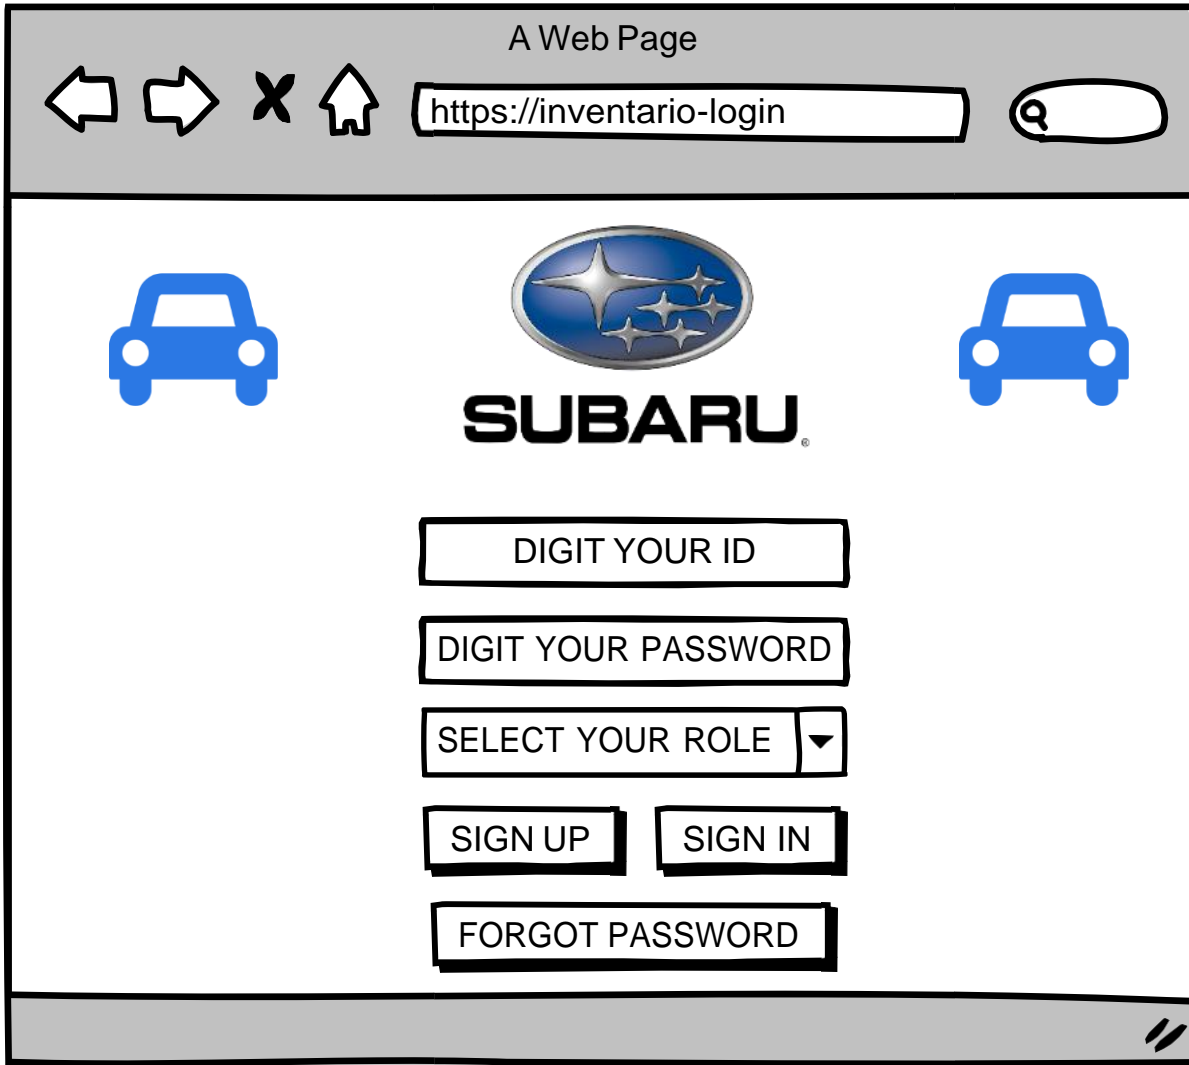 A Web Page
https://inventario-login
SUBARU®
DIGIT YOUR ID
DIGIT YOUR PASSWORD
SELECT YOUR ROLE
SIGN UP
SIGN IN
FORGOT PASSWORD